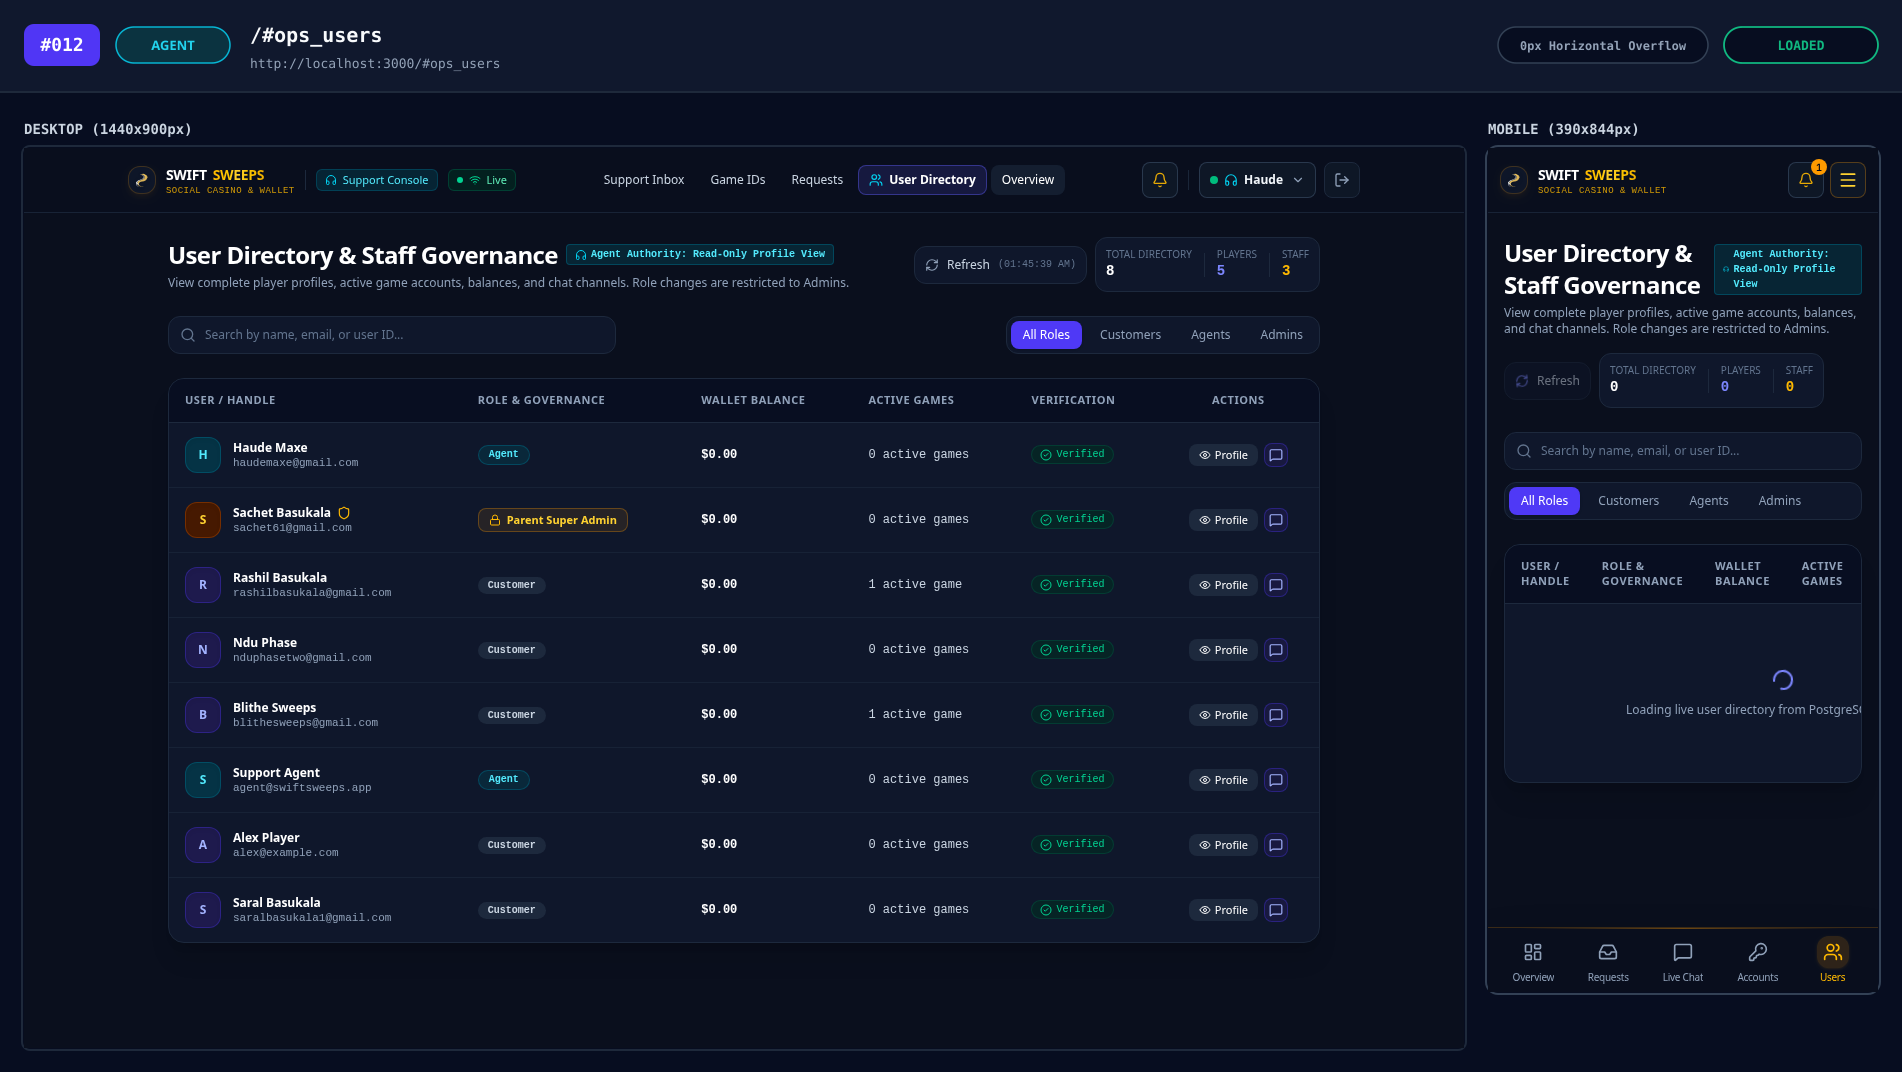 #012
AGENT
/#ops_users
http://localhost:3000/#ops_users
0px Horizontal Overflow
LOADED
DESKTOP (1440x900px)
SWIFT SWEEPS
SOCIAL CASINO & WALLET
Support Console
Live
Support Inbox
Game IDs
Requests
User Directory
Overview
Haude
User Directory & Staff Governance
Agent Authority: Read-Only Profile View
View complete player profiles, active game accounts, balances, and chat channels. Role changes are restricted to Admins.
Refresh (01:45:39 AM)
TOTAL DIRECTORY
8
PLAYERS
5
STAFF
3
Search by name, email, or user ID...
All Roles
Customers
Agents
Admins
USER / HANDLE ROLE & GOVERNANCE WALLET BALANCE ACTIVE GAMES VERIFICATION ACTIONS
H
Haude Maxe
haudemaxe@gmail.com
Agent
$0.00
0 active games
Verified
Profile
S
Sachet Basukala
sachet61@gmail.com
Parent Super Admin
$0.00
0 active games
Verified
Profile
R
Rashil Basukala
rashilbasukala@gmail.com
Customer
$0.00
1 active game
Verified
Profile
N
Ndu Phase
nduphasetwo@gmail.com
Customer
$0.00
0 active games
Verified
Profile
B
Blithe Sweeps
blithesweeps@gmail.com
Customer
$0.00
1 active game
Verified
Profile
S
Support Agent
agent@swiftsweeps.app
Agent
$0.00
0 active games
Verified
Profile
A
Alex Player
alex@example.com
Customer
$0.00
0 active games
Verified
Profile
S
Saral Basukala
saralbasukala1@gmail.com
Customer
$0.00
0 active games
Verified
Profile
MOBILE (390x844px)
SWIFT SWEEPS
SOCIAL CASINO & WALLET
1
User Directory &
Staff Governance
Agent Authority:
Read-Only Profile
View
View complete player profiles, active game accounts, balances,
and chat channels. Role changes are restricted to Admins.
Refresh
TOTAL DIRECTORY
0
PLAYERS
0
STAFF
0
Search by name, email, or user ID...
All Roles
Customers
Agents
Admins
USER / HANDLE
ROLE & GOVERNANCE
WALLET BALANCE
ACTIVE GAMES
Loading live user directory from PostgreS
Overview
Requests
Live Chat
Accounts
Users